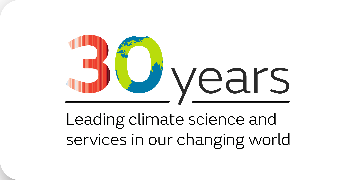 30 years
Leading climate science and
services in our changing world